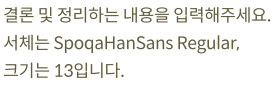 결론 및 정리하는 내용을 입력해주세요.
서체는 SpoqaHanSans Regular,
크기는 13입니다.